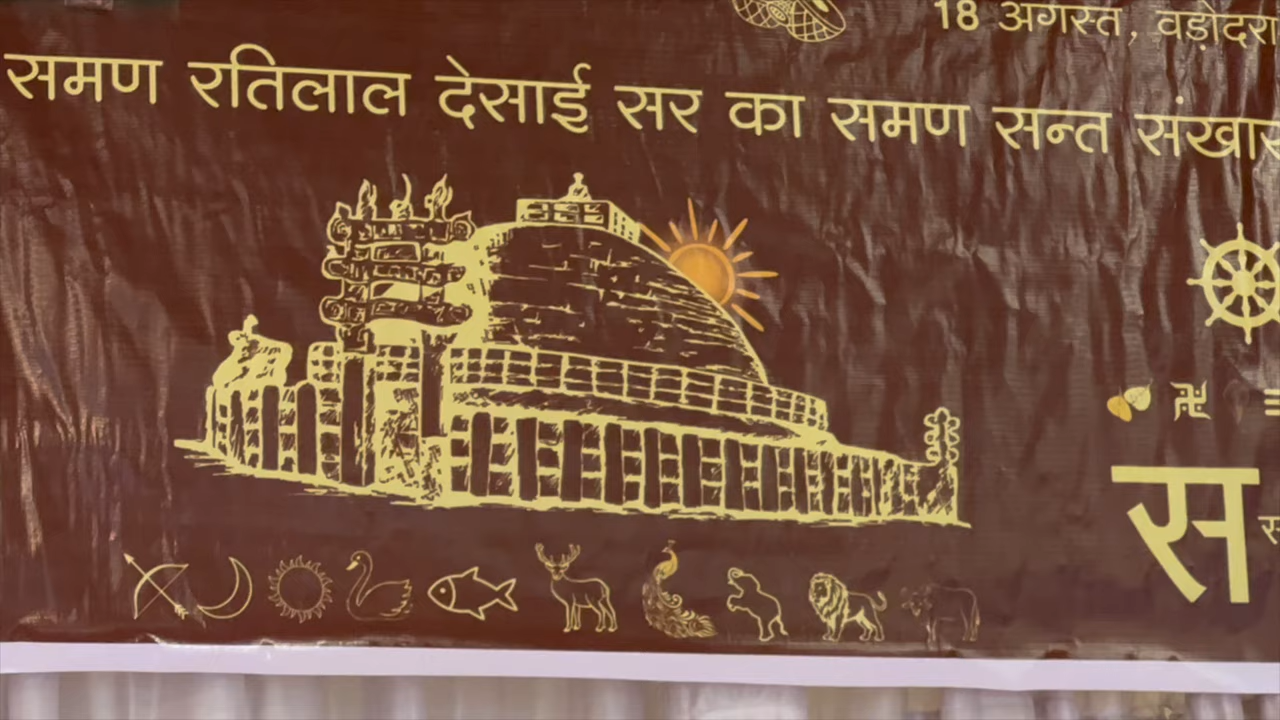 18 अगस्त, वड़ोदरा
समण रतिलाल देसाई सर का समण सन्त संखार
स